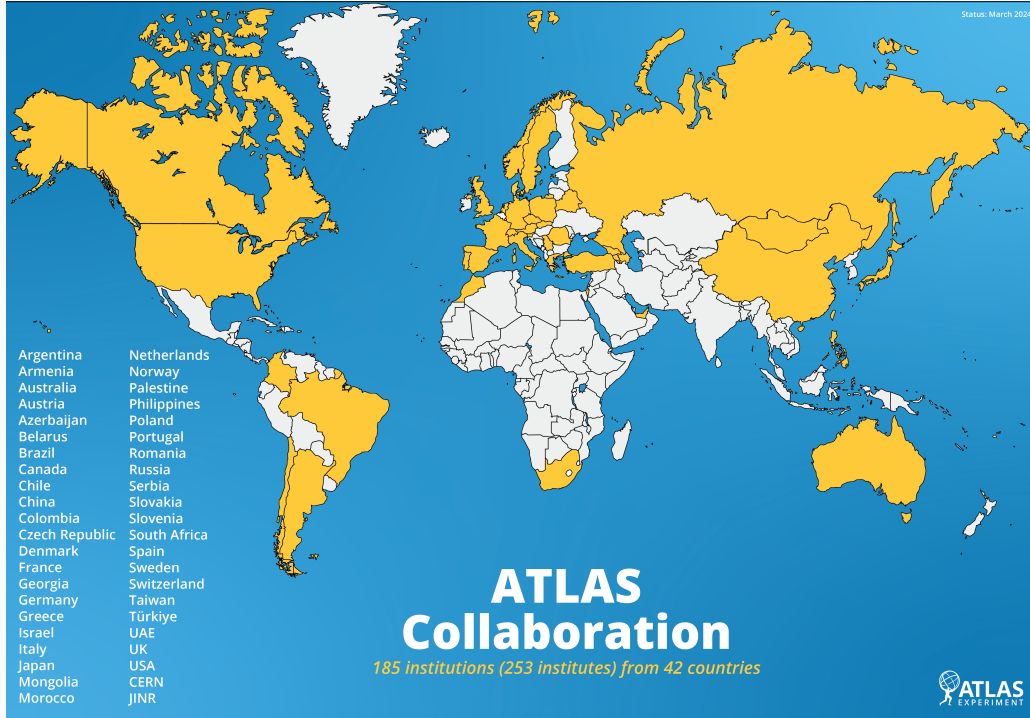 Status: March 2024
Argentina
Armenia
Australia
Austria
Azerbaijan
Belarus
Brazil
Canada
Chile
China
Colombia
Czech Republic
Denmark
France
Georgia
Germany
Greece
Israel
Italy
Japan
Mongolia
Morocco
Netherlands
Norway
Palestine
Philippines
Poland
Portugal
Romania
Russia
Serbia
Slovakia
Slovenia
South Africa
Spain
Sweden
Switzerland
Taiwan
Türkiye
UAE
UK
USA
CERN
JINR
ATLAS
Collaboration
185 institutions (253 institutes) from 42 countries
ATLAS
EXPERIMENT